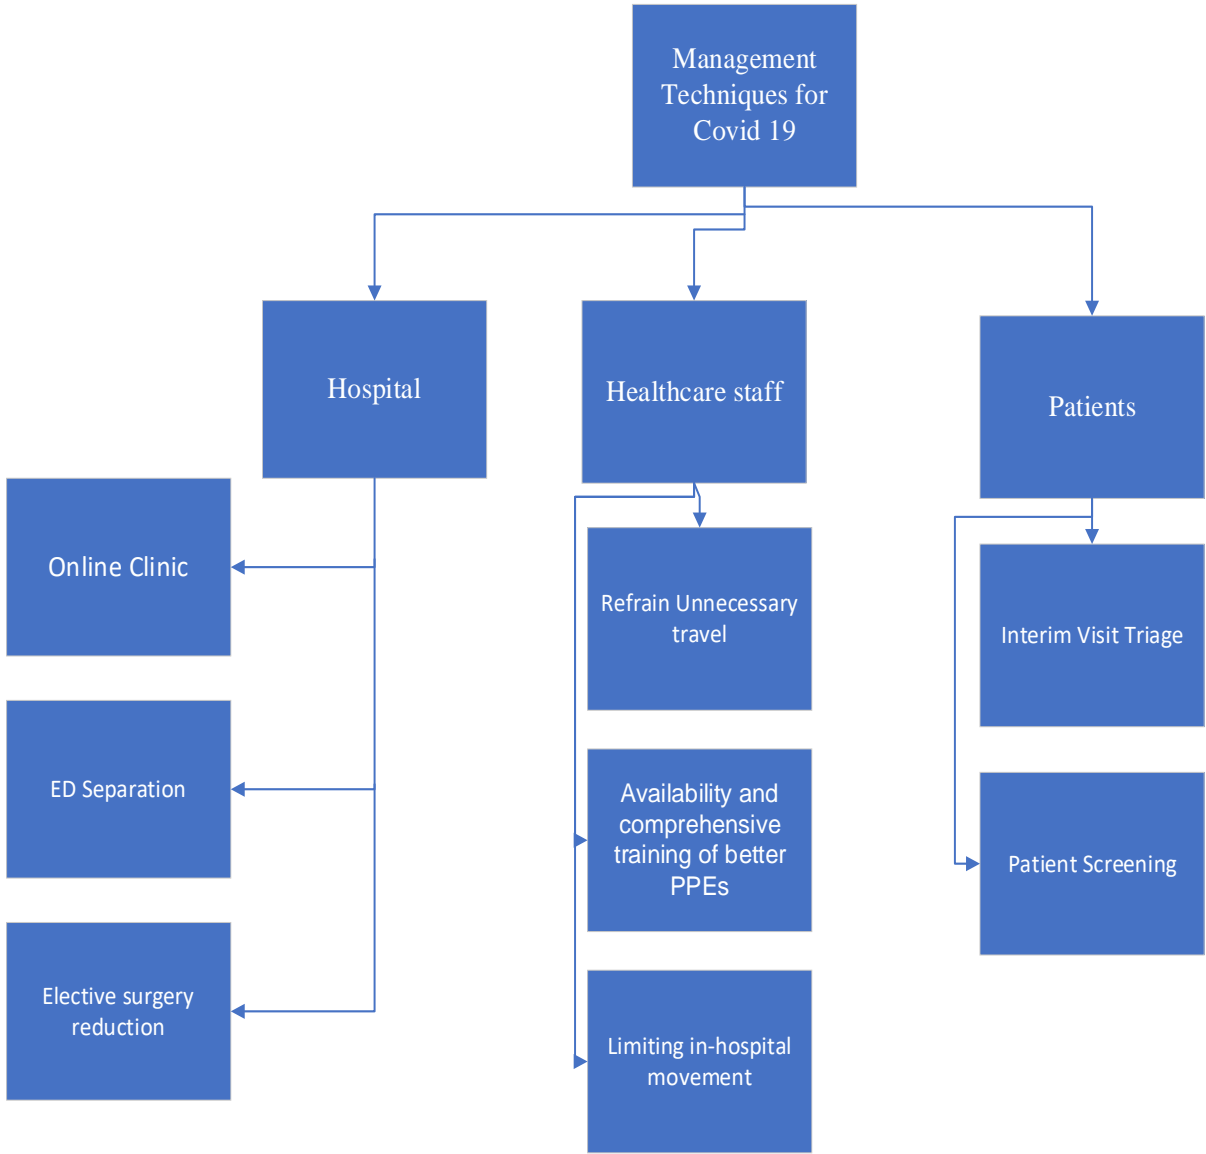 Management
Techniques for
Covid 19
Hospital
Healthcare staff
Patients
Online Clinic
ED Separation
Elective surgery
reduction
Refrain Unnecessary
travel
Availability and
comprehensive
training of better
PPEs
Limiting in-hospital
movement
Interim Visit Triage
Patient Screening